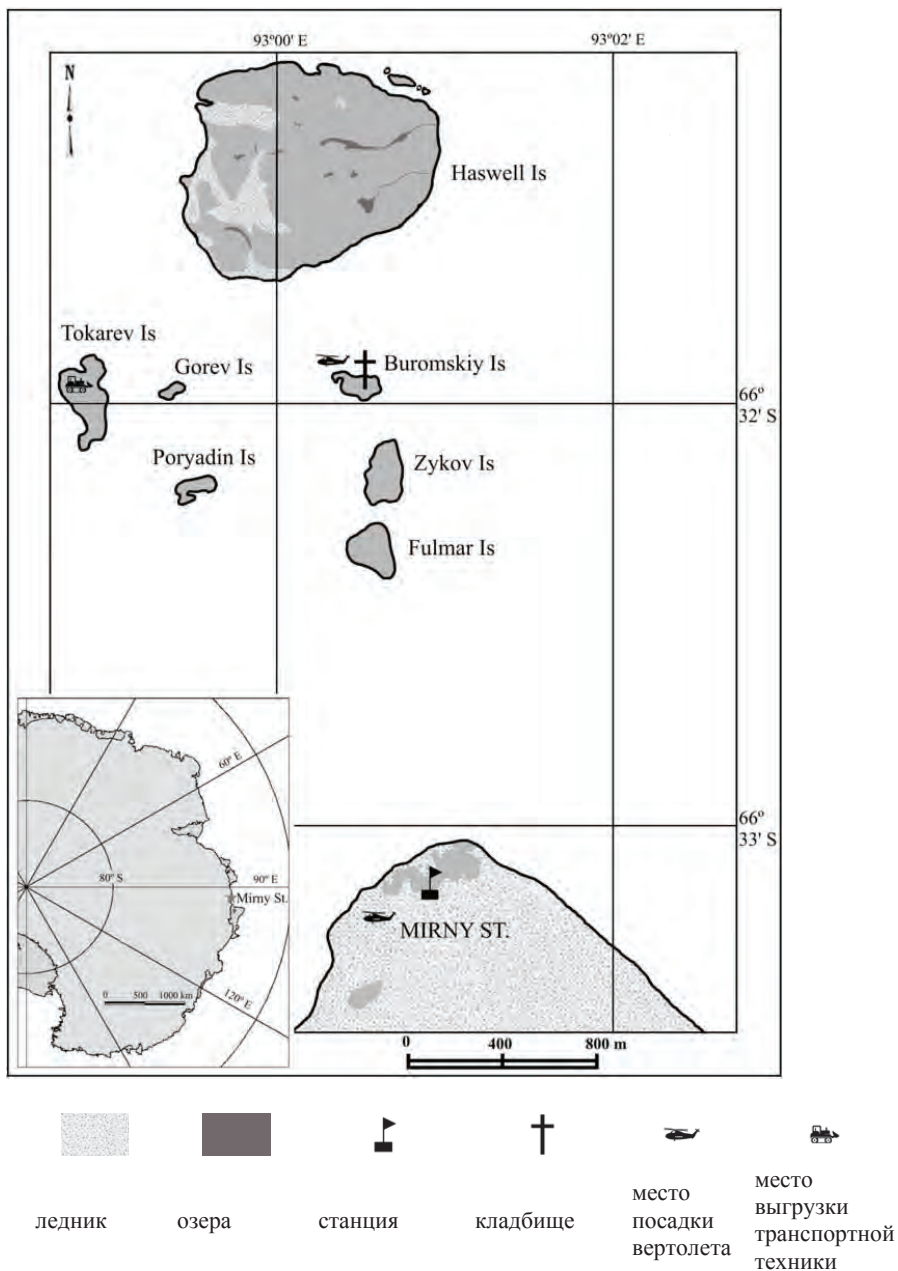 93°00' E 93°02' E
N
Haswell Is
Tokarev Is
Gorev Is
Buromskiy Is
66°
32' S
Poryadin Is
Zykov Is
Fulmar Is
60° E
66°
33' S
80° S
90° E
Mirny St.
MIRNY ST.
120° E
0 500 1000 km
0 400 800 m
ледник
озера
станция
кладбище
место
посадки
вертолета
место
выгрузки
транспортной
техники